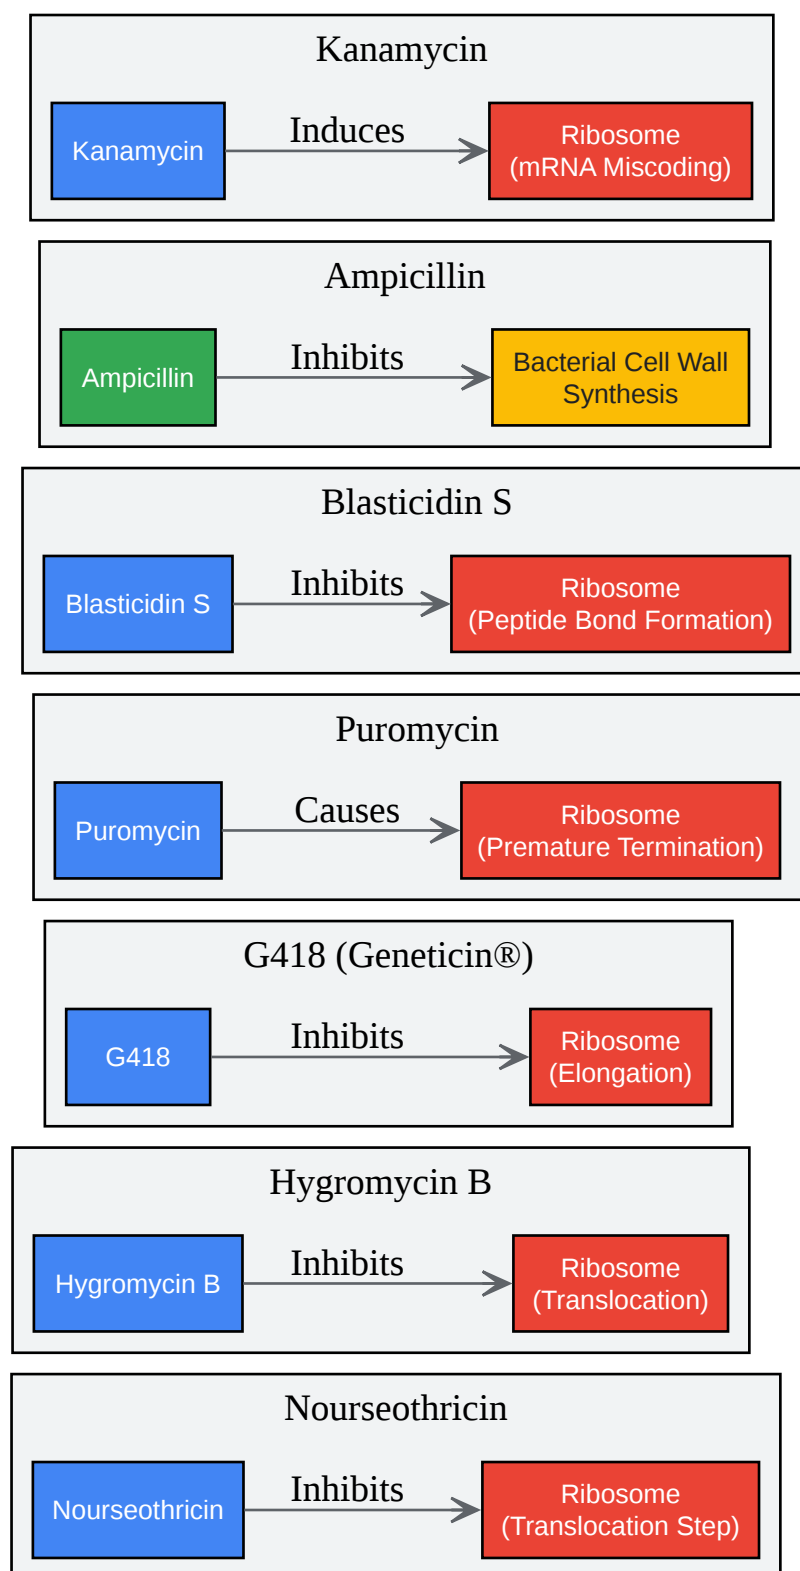 Kanamycin
Kanamycin
Induces
Ribosome
(mRNA Miscoding)
Ampicillin
Ampicillin
Inhibits
Bacterial Cell Wall
Synthesis
Blasticidin S
Blasticidin S
Inhibits
Ribosome
(Peptide Bond Formation)
Puromycin
Puromycin
Causes
Ribosome
(Premature Termination)
G418 (Geneticin®)
G418
Inhibits
Ribosome
(Elongation)
Hygromycin B
Hygromycin B
Inhibits
Ribosome
(Translocation)
Nourseothricin
Nourseothricin
Inhibits
Ribosome
(Translocation Step)